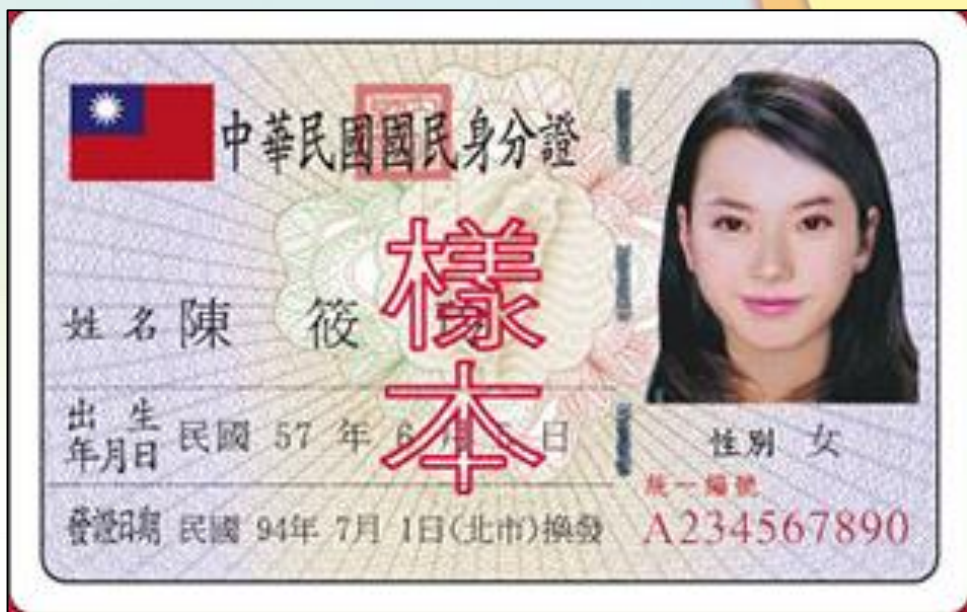 中華民國國民身分證
樣本
姓名 陳 筱
出生年月日 民國 57 年 6 日
發證日期 民國 94年 7月 1日(北市)換發
性別 女
統一編號
A234567890